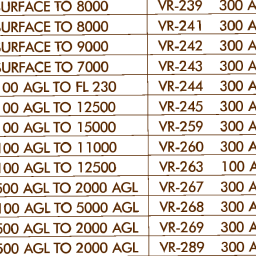 SURFACE TO 8000 VR-239 300 A
SURFACE TO 8000 VR-241 300 A
SURFACE TO 9000 VR-242 300 A
SURFACE TO 7000 VR-243 300 A
00 AGL TO FL 230 VR-244 300 A
00 AGL TO 12500 VR-245 300 A
00 AGL TO 15000 VR-259 300 A
100 AGL TO 11000 VR-260 300 A
100 AGL TO 12500 VR-263 100 A
500 AGL TO 2000 AGL VR-267 300 A
100 AGL TO 5000 AGL VR-268 300 A
500 AGL TO 2000 AGL VR-269 300 A
500 AGL TO 2000 AGL VR-289 300 A